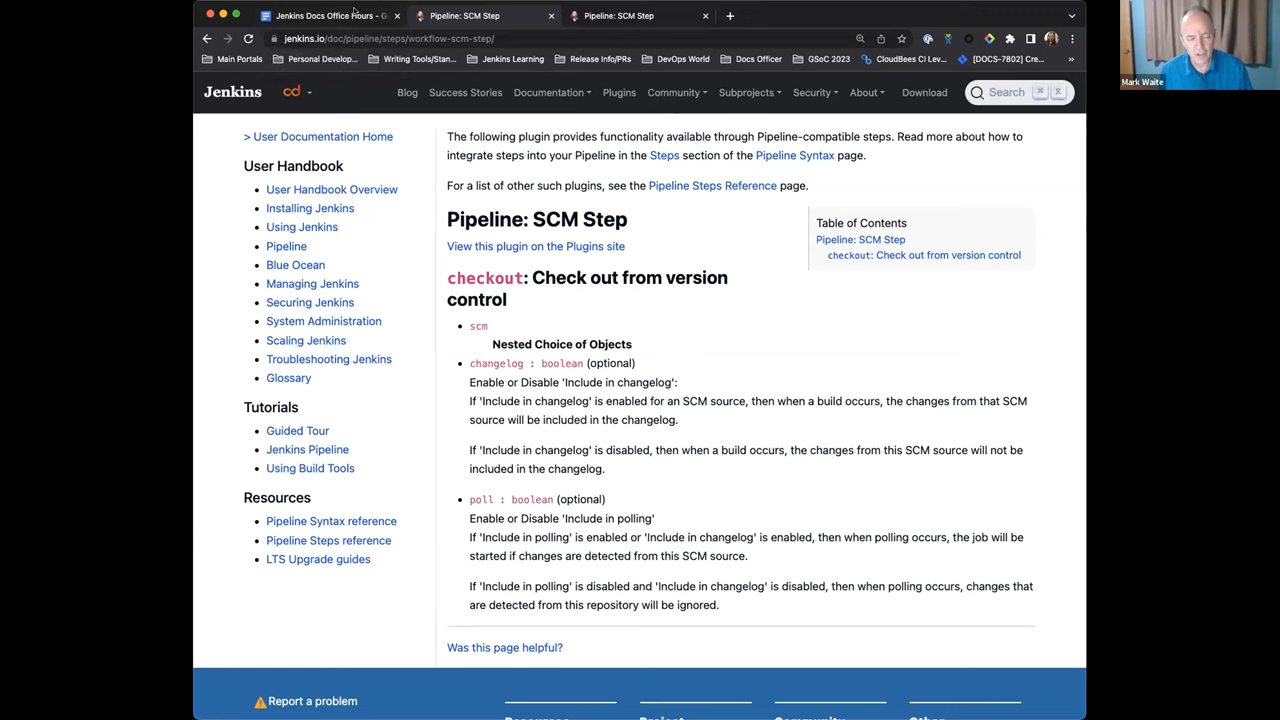 Jenkins Docs Office Hours - G
Pipeline: SCM Step
Pipeline: SCM Step
jenkins.io/doc/pipeline/steps/workflow-scm-step/
Main Portals
Personal Develop...
Writing Tools/Stan...
Jenkins Learning
Release Info/PRs
DevOps World
Docs Officer
GSoC 2023
CloudBees CI Lev...
[DOCS-7802] Cre...
»
Mark Waite
Jenkins
cd
Blog
Success Stories
Documentation
Plugins
Community
Subprojects
Security
About
Download
Search ⌘ K
> User Documentation Home
User Handbook
User Handbook Overview
Installing Jenkins
Using Jenkins
Pipeline
Blue Ocean
Managing Jenkins
Securing Jenkins
System Administration
Scaling Jenkins
Troubleshooting Jenkins
Glossary
Tutorials
Guided Tour
Jenkins Pipeline
Using Build Tools
Resources
Pipeline Syntax reference
Pipeline Steps reference
LTS Upgrade guides
The following plugin provides functionality available through Pipeline-compatible steps. Read more about how to
integrate steps into your Pipeline in the Steps section of the Pipeline Syntax page.
For a list of other such plugins, see the Pipeline Steps Reference page.
Pipeline: SCM Step
View this plugin on the Plugins site
checkout: Check out from version
control
scm
Nested Choice of Objects
changelog : boolean (optional)
Enable or Disable 'Include in changelog':
If 'Include in changelog' is enabled for an SCM source, then when a build occurs, the changes from that SCM
source will be included in the changelog.
If 'Include in changelog' is disabled, then when a build occurs, the changes from this SCM source will not be
included in the changelog.
poll : boolean (optional)
Enable or Disable 'Include in polling'
If 'Include in polling' is enabled or 'Include in changelog' is enabled, then when polling occurs, the job will be
started if changes are detected from this SCM source.
If 'Include in polling' is disabled and 'Include in changelog' is disabled, then when polling occurs, changes that
are detected from this repository will be ignored.
Was this page helpful?
Table of Contents
Pipeline: SCM Step
checkout: Check out from version control
Report a problem
Resources
Project
Community
Other